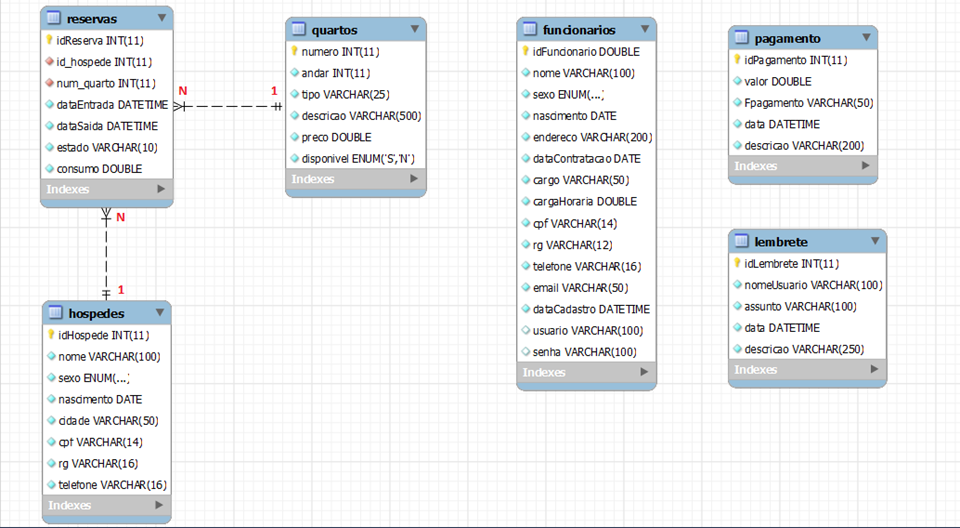 reservas
idReserva INT(11)
id_hospede INT(11)
num_quarto INT(11)
dataEntrada DATETIME
dataSaida DATETIME
estado VARCHAR(10)
consumo DOUBLE
Indexes
N
1
quartos
numero INT(11)
andar INT(11)
tipo VARCHAR(25)
descricao VARCHAR(500)
preco DOUBLE
disponivel ENUM('S','N')
Indexes
N
1
hospedes
idHospede INT(11)
nome VARCHAR(100)
sexo ENUM(...)
nascimento DATE
cidade VARCHAR(50)
cpf VARCHAR(14)
rg VARCHAR(16)
telefone VARCHAR(16)
Indexes
funcionarios
idFuncionario DOUBLE
nome VARCHAR(100)
sexo ENUM(...)
nascimento DATE
endereco VARCHAR(200)
dataContratacao DATE
cargo VARCHAR(50)
cargaHoraria DOUBLE
cpf VARCHAR(14)
rg VARCHAR(12)
telefone VARCHAR(16)
email VARCHAR(50)
dataCadastro DATETIME
usuario VARCHAR(100)
senha VARCHAR(100)
Indexes
pagamento
idPagamento INT(11)
valor DOUBLE
Fpagamento VARCHAR(50)
data DATETIME
descricao VARCHAR(200)
Indexes
lembrete
idLembrete INT(11)
nomeUsuario VARCHAR(100)
assunto VARCHAR(100)
data DATETIME
descricao VARCHAR(250)
Indexes